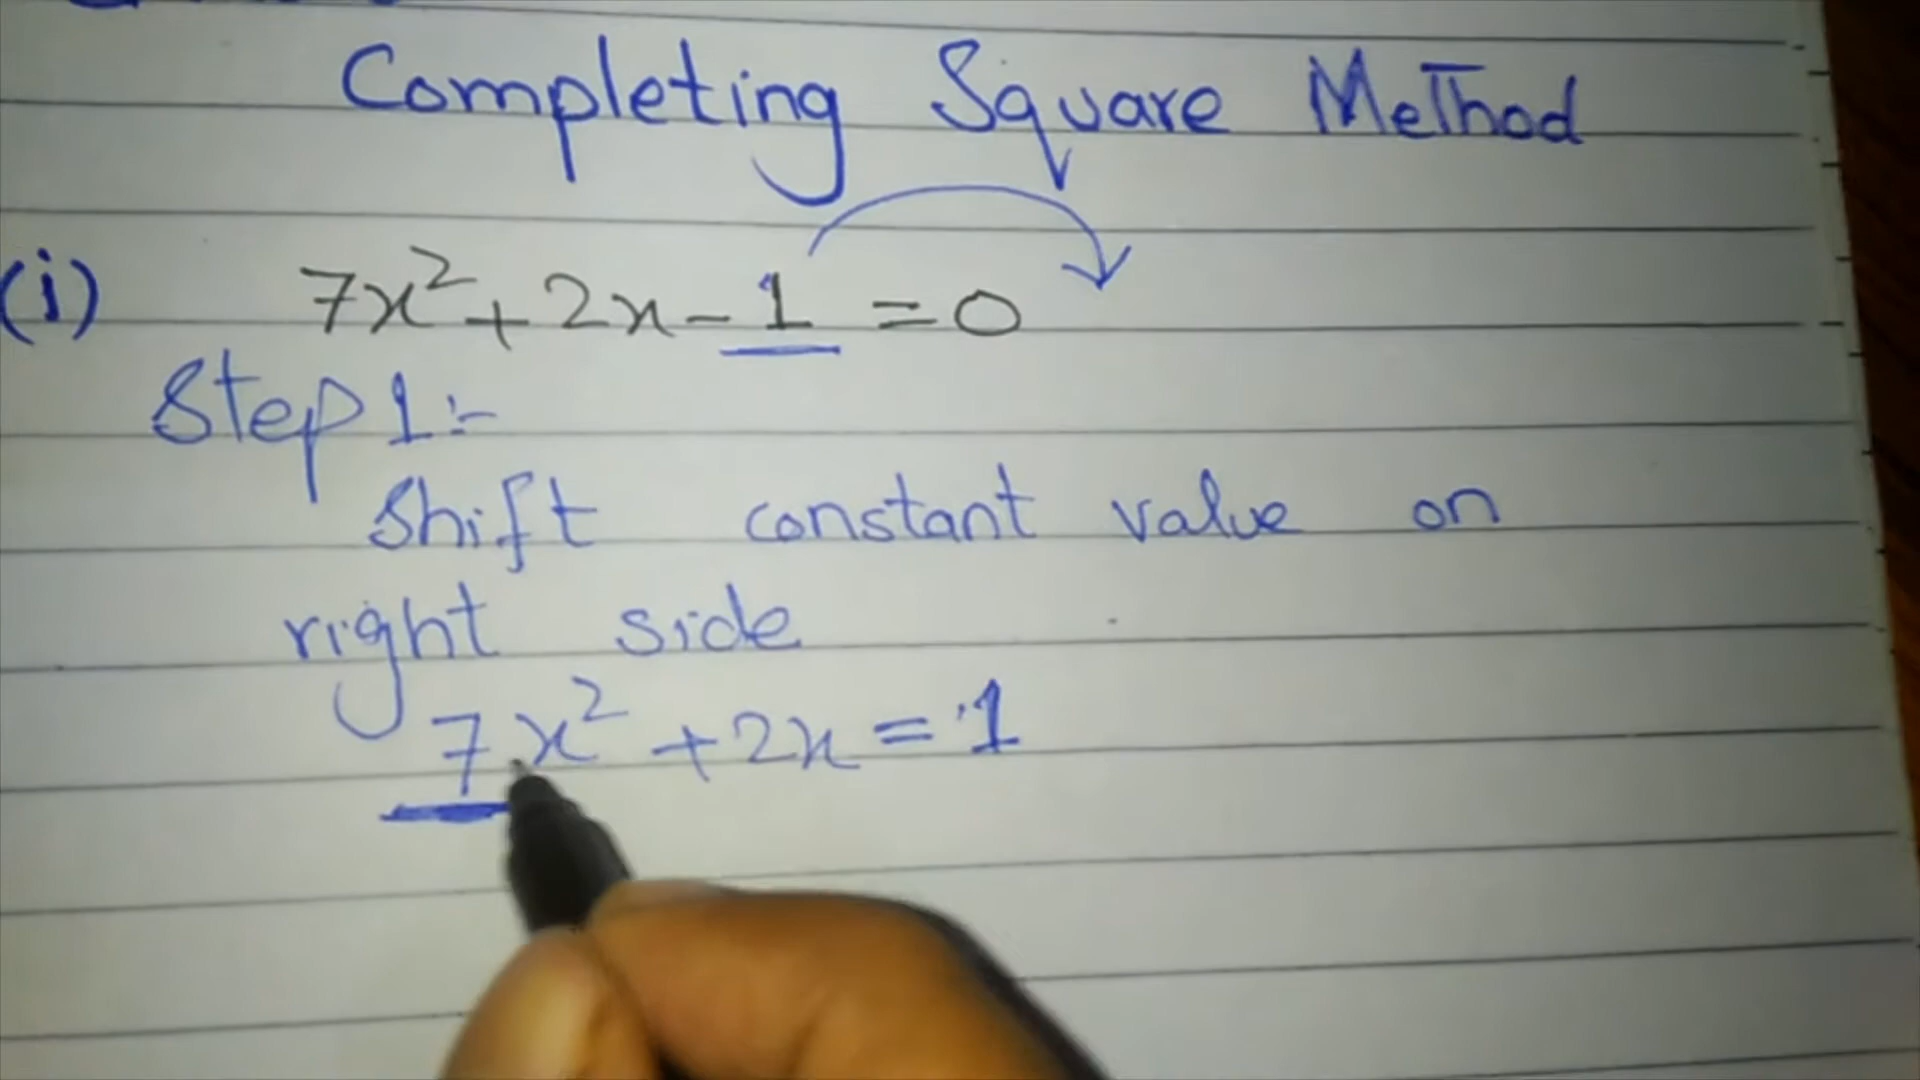 Completing Square Method
(i) 7x² + 2x - 1 = 0
Step 1:-
Shift constant value on
right side
7x² + 2x = 1